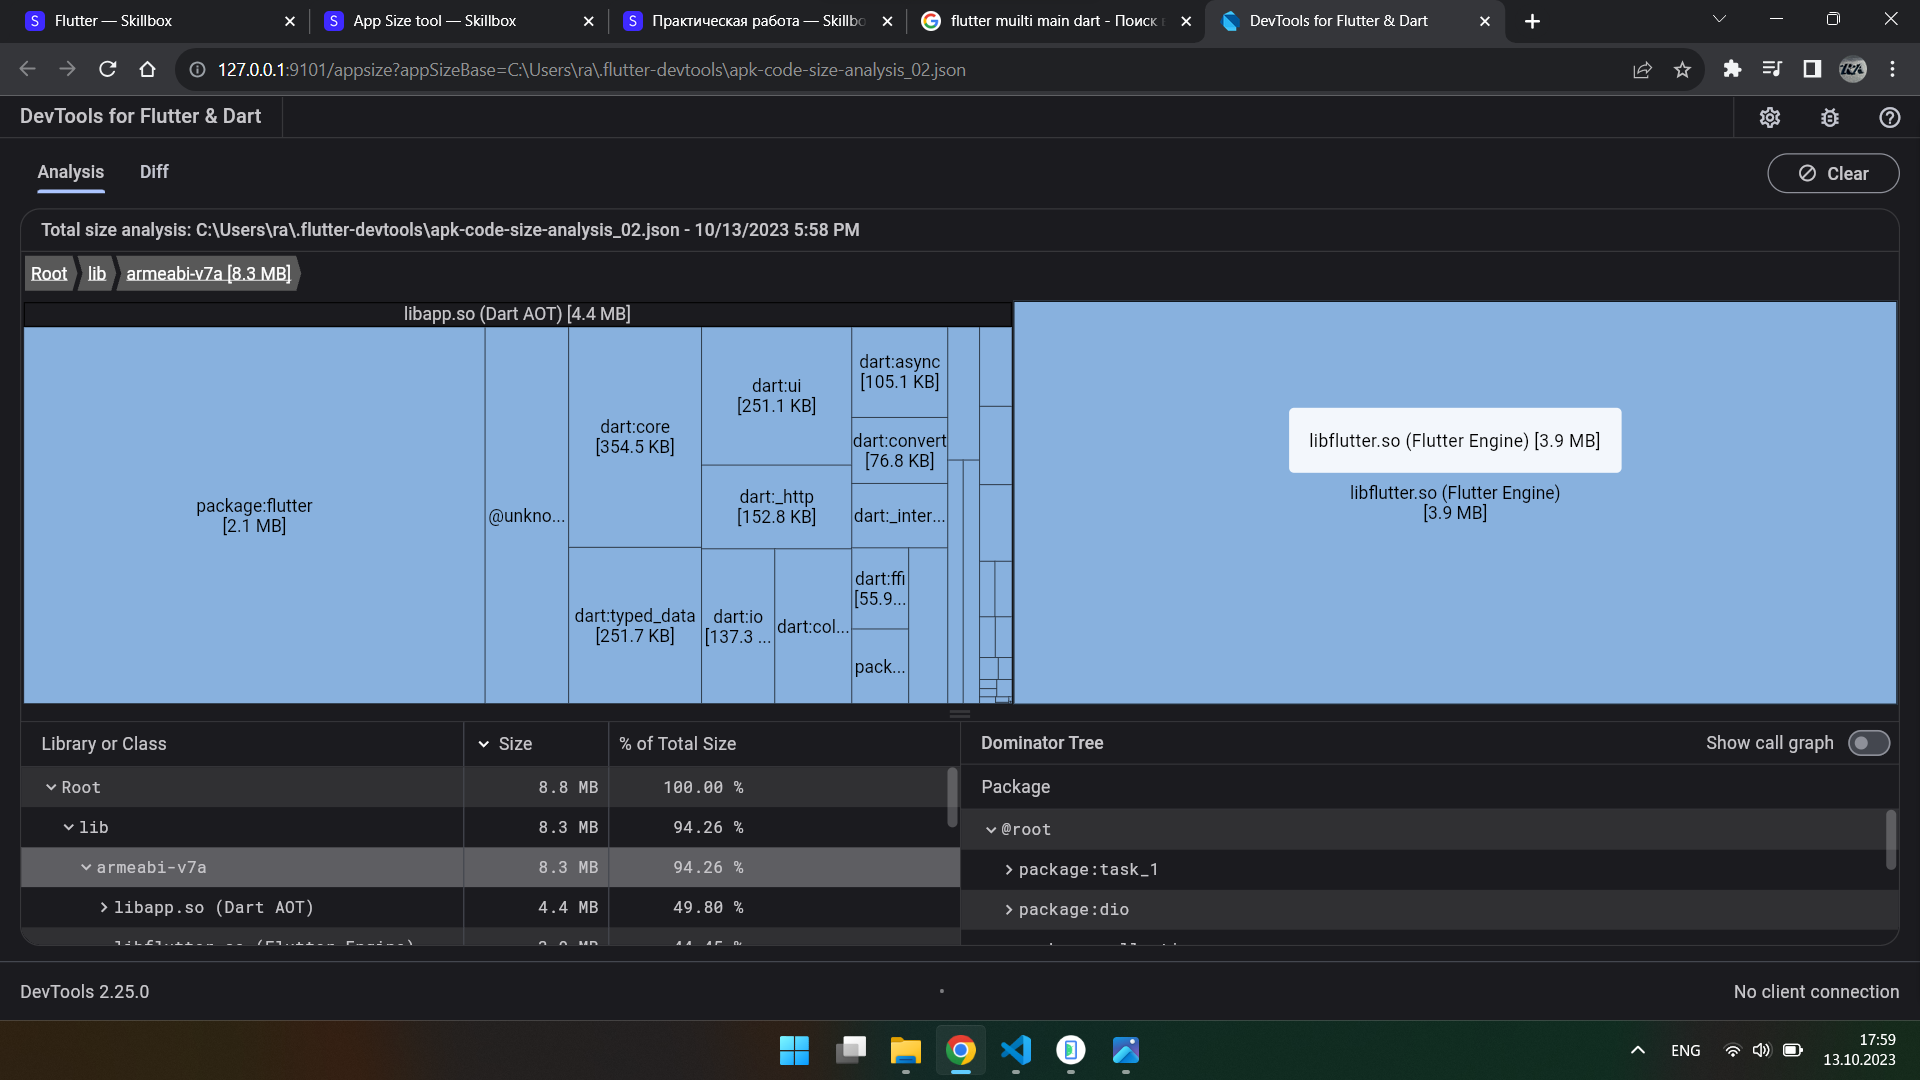 Flutter — Skillbox
App Size tool — Skillbox
Практическая работа — Skillbo
flutter muilti main dart - Поиск
DevTools for Flutter & Dart
127.0.0.1:9101/appsize?appSizeBase=C:\Users\ra\.flutter-devtools\apk-code-size-analysis_02.json
DevTools for Flutter & Dart
Analysis
Diff
Clear
Total size analysis: C:\Users\ra\.flutter-devtools\apk-code-size-analysis_02.json - 10/13/2023 5:58 PM
Root
lib
armeabi-v7a [8.3 MB]
libapp.so (Dart AOT) [4.4 MB]
package:flutter
[2.1 MB]
@unkno...
dart:core
[354.5 KB]
dart:typed_data
[251.7 KB]
dart:ui
[251.1 KB]
dart:_http
[152.8 KB]
dart:io
[137.3 ...
dart:col...
dart:async
[105.1 KB]
dart:convert
[76.8 KB]
dart:_inter...
dart:ffi
[55.9...
pack...
libflutter.so (Flutter Engine) [3.9 MB]
libflutter.so (Flutter Engine)
[3.9 MB]
Library or Class Size % of Total Size
Root 8.8 MB 100.00 %
lib 8.3 MB 94.26 %
armeabi-v7a 8.3 MB 94.26 %
libapp.so (Dart AOT) 4.4 MB 49.80 %
libflutter.so (Flutter Engine) 3.9 MB 44.45 %
Dominator Tree
Show call graph
Package
@root
package:task_1
package:dio
DevTools 2.25.0
No client connection
ENG
17:59
13.10.2023